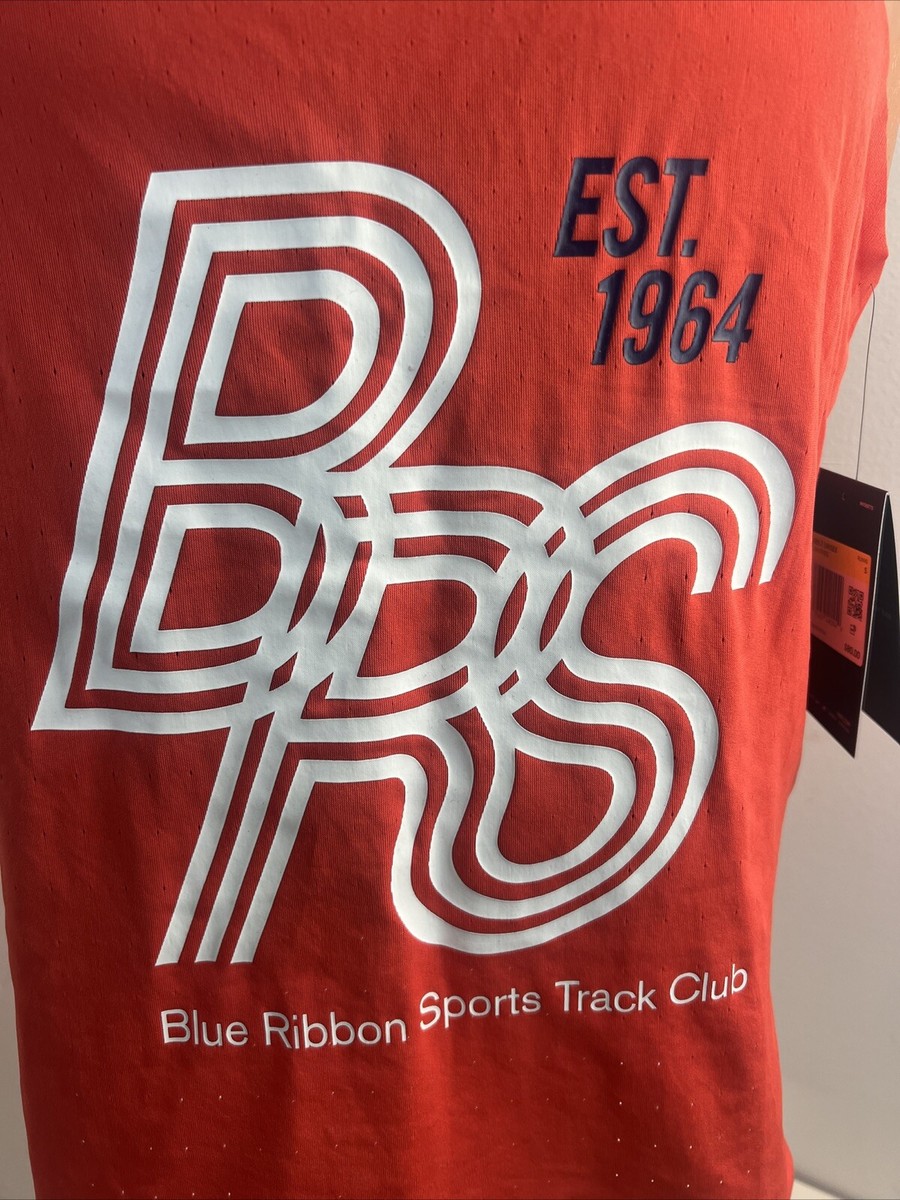 EST.
1964
BRS
Blue Ribbon Sports Track Club